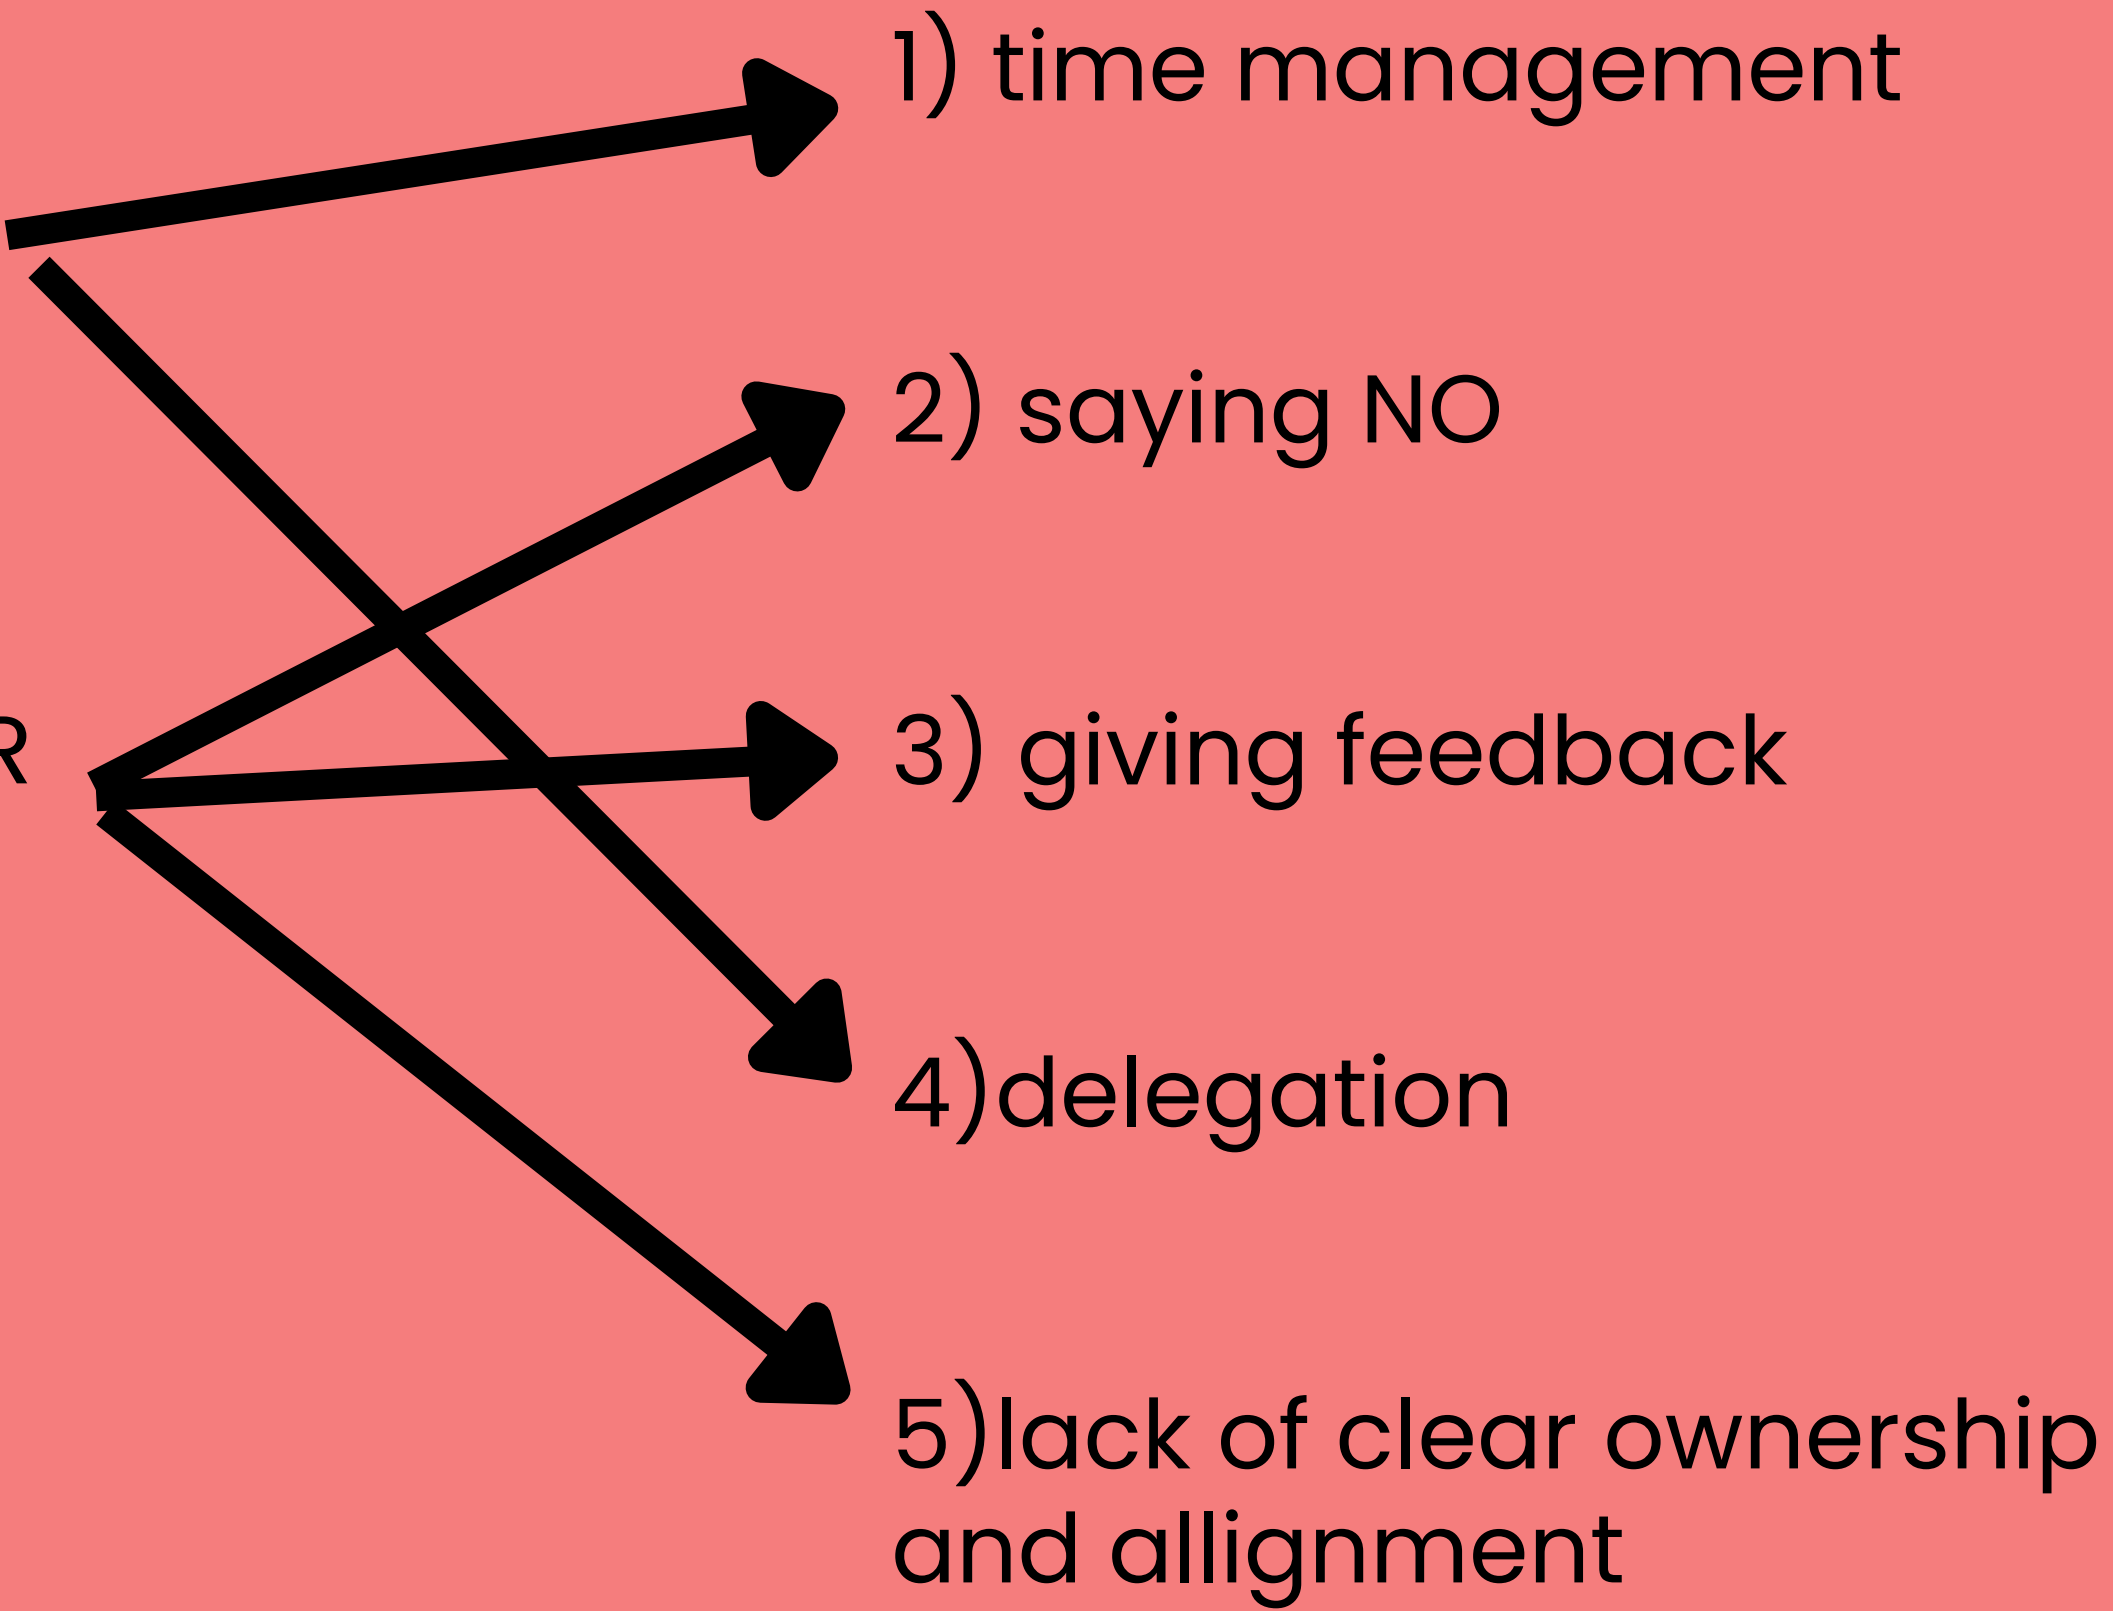 1) time management
2) saying NO
R
3) giving feedback
4)delegation
5)lack of clear ownership
and allignment